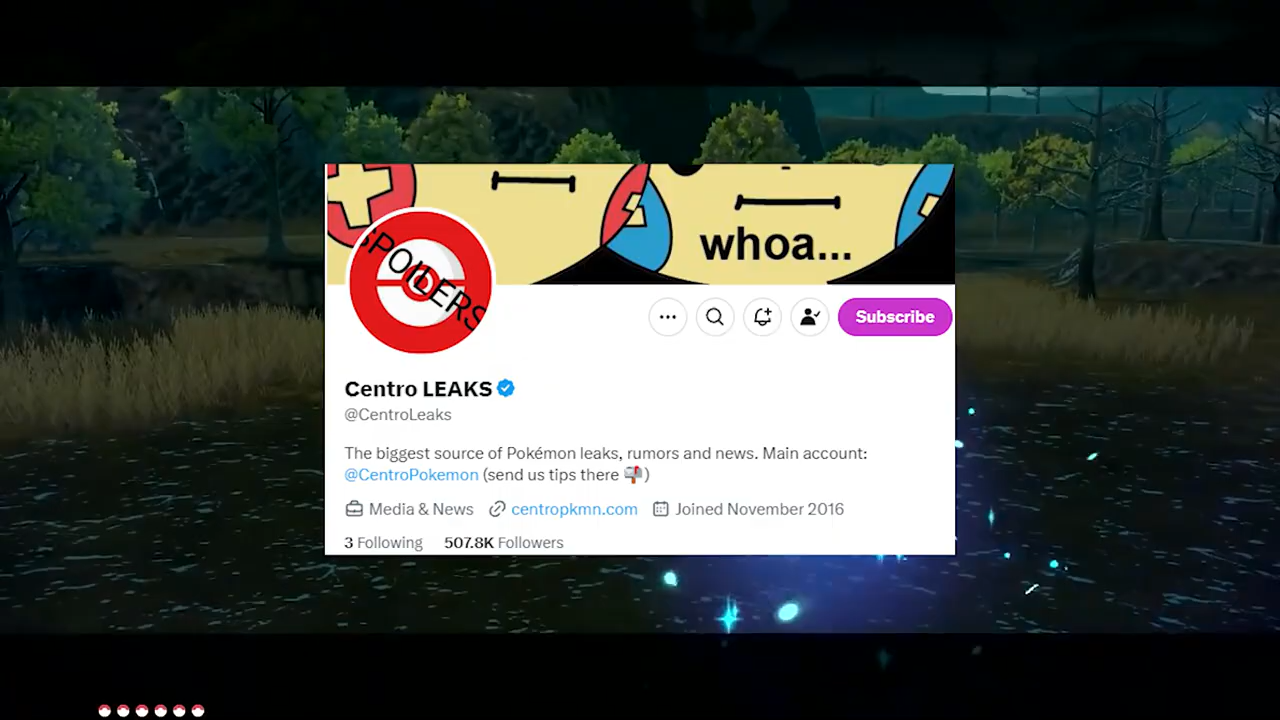 whoa...
SPOILERS
Subscribe
Centro LEAKS
@CentroLeaks
The biggest source of Pokémon leaks, rumors and news. Main account:
@CentroPokemon (send us tips there 📬)
Media & News centropkmn.com Joined November 2016
3 Following 507.8K Followers